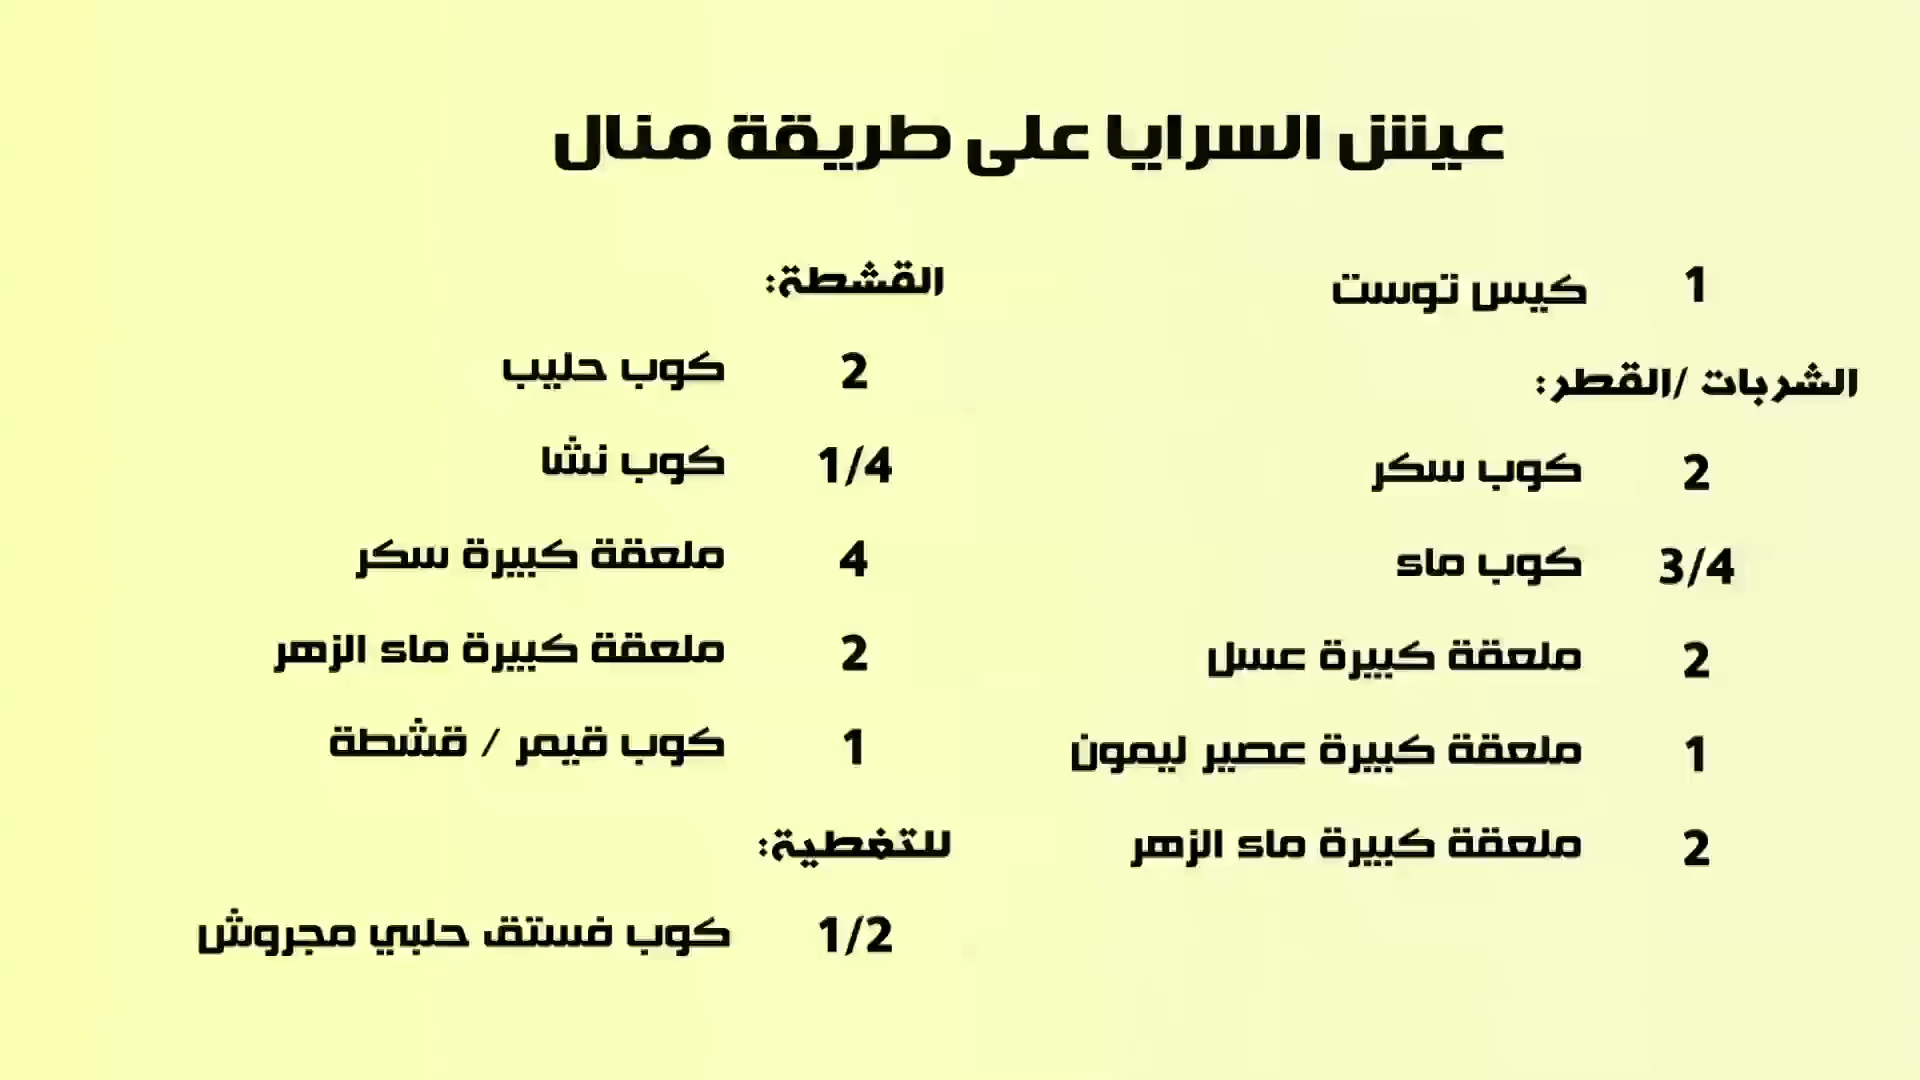 عيش السرايا على طريقة منال
1 كيس توست
الشربات /القطر:
2 كوب سكر
3/4 كوب ماء
2 ملعقة كبيرة عسل
1 ملعقة كبيرة عصير ليمون
2 ملعقة كبيرة ماء الزهر
القشطة:
2 كوب حليب
1/4 كوب نشا
4 ملعقة كبيرة سكر
2 ملعقة كبيرة ماء الزهر
1 كوب قيمر / قشطة
للتغطية:
1/2 كوب فستق حلبي مجروش